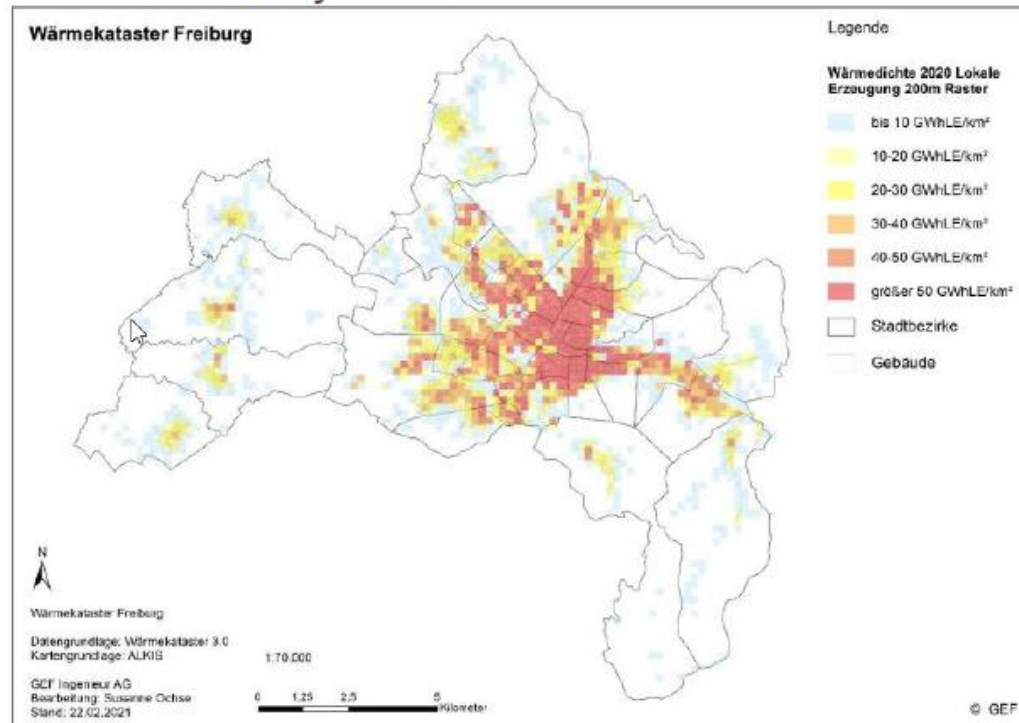 Wärmekataster Freiburg
Legende
Wärmedichte 2020 Lokale
Erzeugung 200m Raster
bis 10 GWhLE/km²
10-20 GWhLE/km²
20-30 GWhLE/km²
30-40 GWhLE/km²
40-50 GWhLE/km²
größer 50 GWhLE/km²
Stadtbezirke
Gebäude
N
Wärmekataster Freiburg
Datengrundlage: Wärmekataster 3.0
Kartengrundlage: ALKIS
1:70.000
GEF Ingenieur AG
Bearbeitung: Susanne Ochse
Stand: 22.02.2021
0 1,25 2,5 5
Kilometer
© GEF